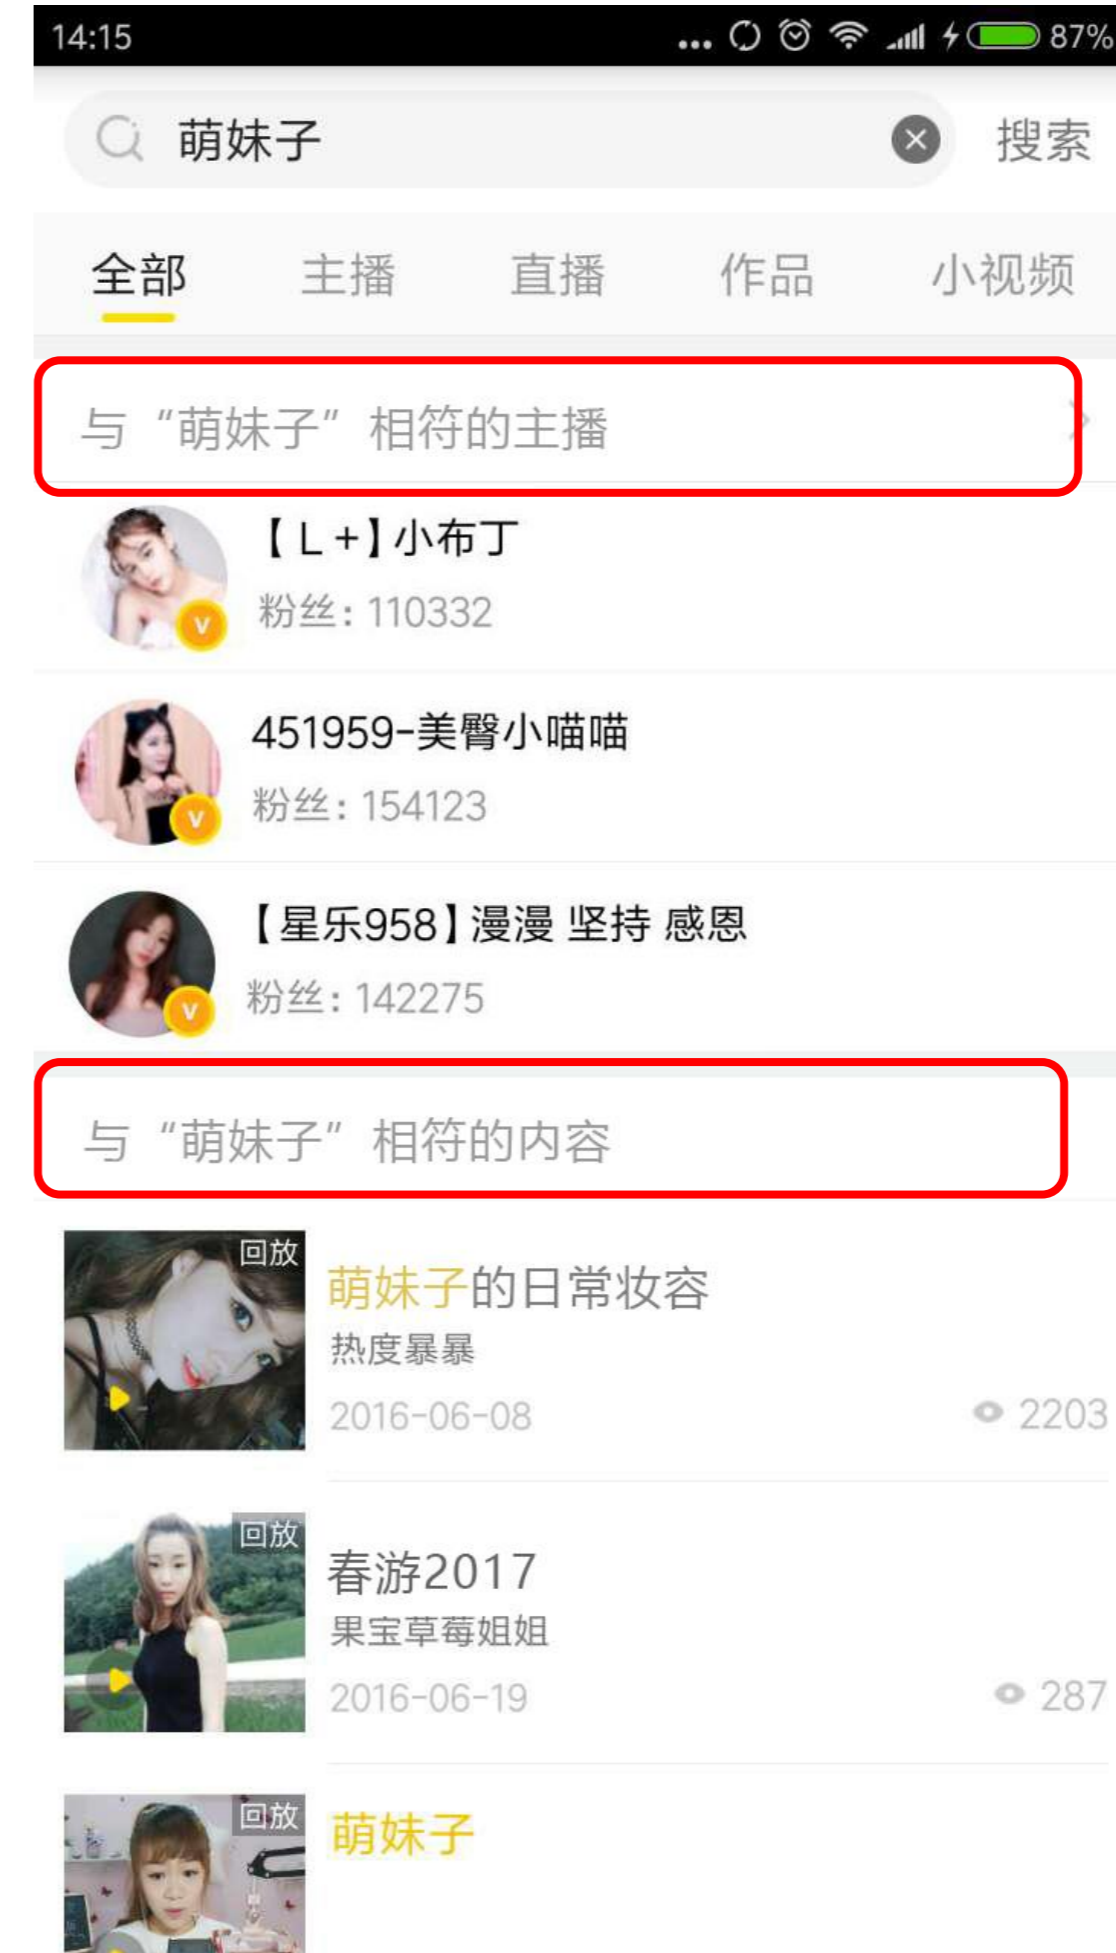 14:15
87%
萌妹子
搜索
全部 主播 直播 作品 小视频
与“萌妹子”相符的主播
【L+】小布丁
粉丝：110332
451959-美臀小喵喵
粉丝：154123
【星乐958】漫漫 坚持 感恩
粉丝：142275
与“萌妹子”相符的内容
回放
萌妹子的日常妆容
热度暴暴
2016-06-08
2203
回放
春游2017
果宝草莓姐姐
2016-06-19
287
回放
萌妹子